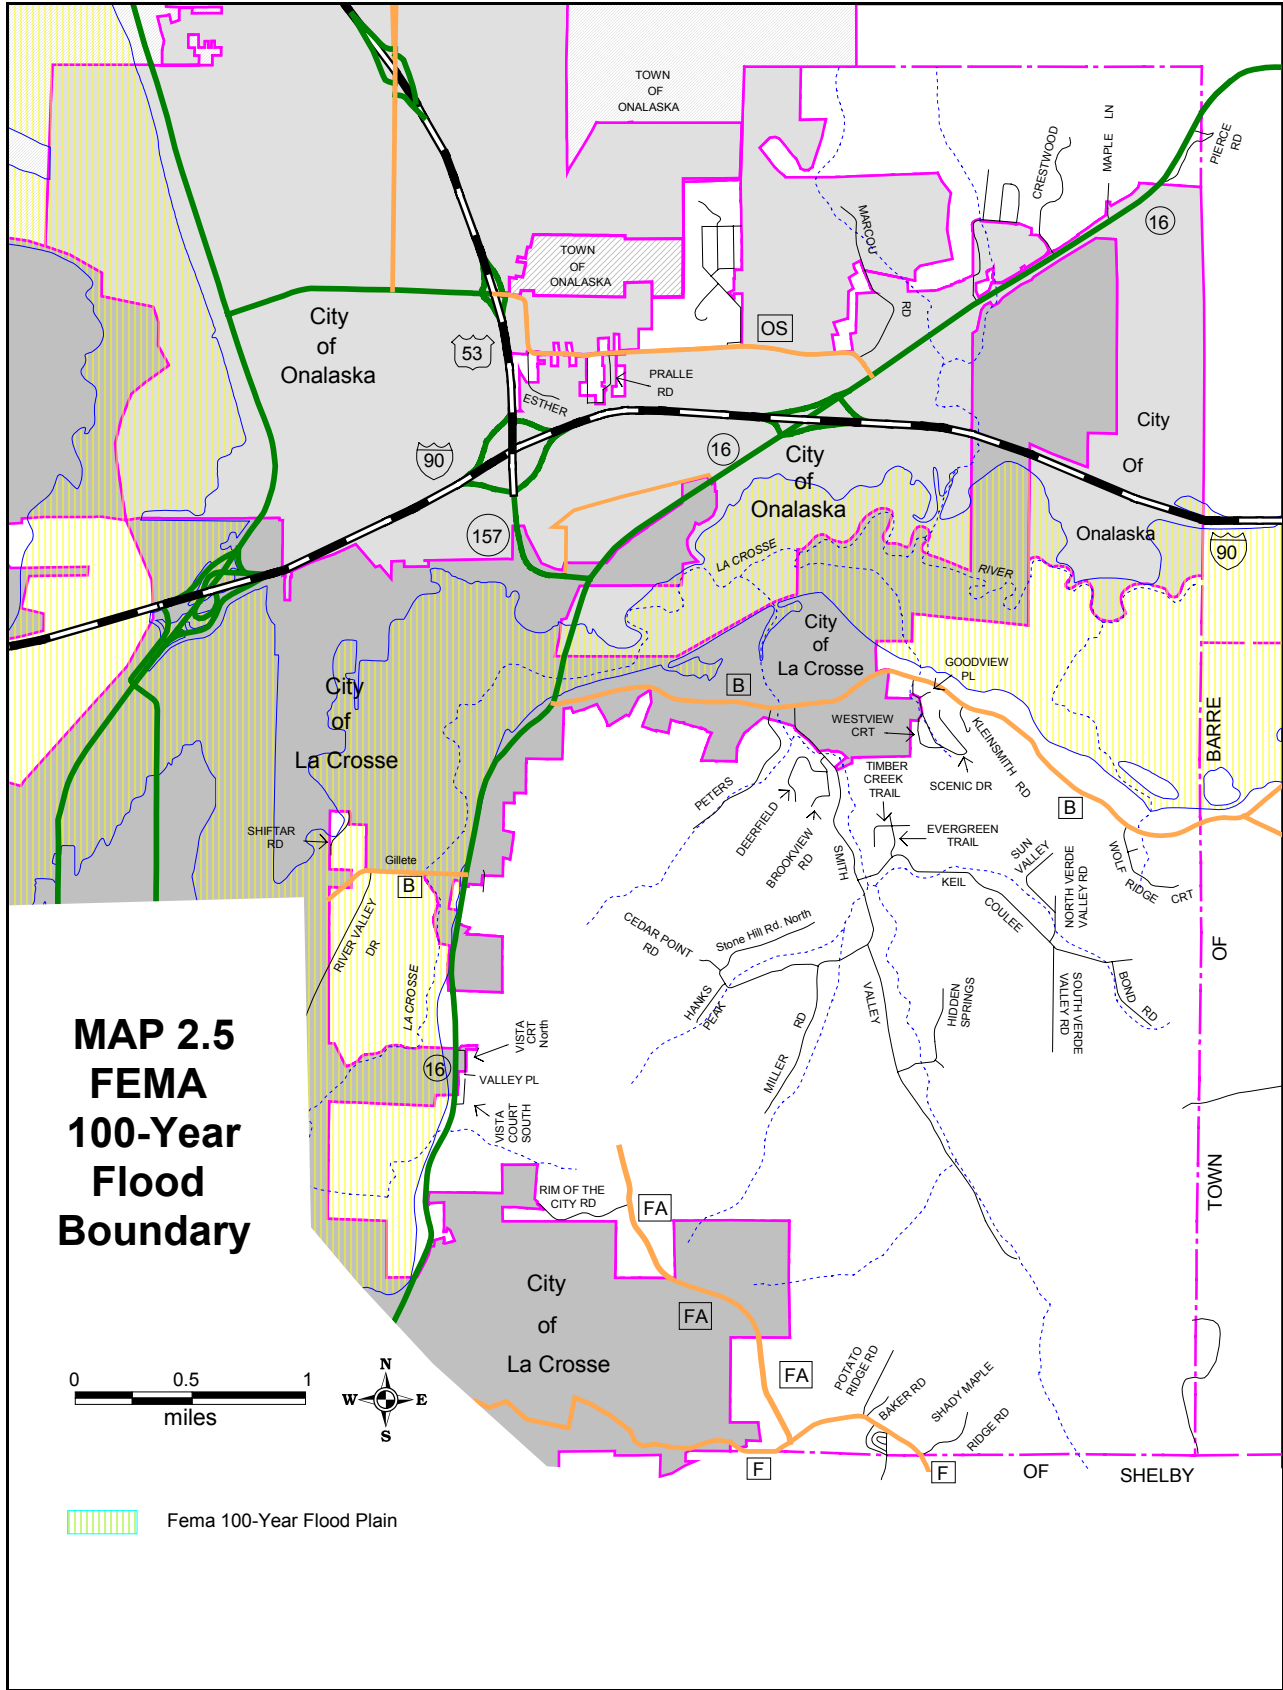 TOWN
OF
ONALASKA
MAPLE LN
PIERCE
RD
CRESTWOOD
16
MARCOU
RD
TOWN
OF
ONALASKA
City
of
Onalaska
53
OS
PRALLE
RD
ESTHER
City
Of
Onalaska
90
16
City
of
Onalaska
157
LA CROSSE
RIVER
90
City
of
La Crosse
GOODVIEW
PL
B
WESTVIEW
CRT
KLEINSMITH
RD
SCENIC DR
BARRE
City
of
La Crosse
TIMBER
CREEK
TRAIL
PETERS
DEERFIELD
BROOKVIEW
RD
SMITH
EVERGREEN
TRAIL
B
SHIFTAR
RD
Gillete
B
KEIL
COULEE
SUN
VALLEY
NORTH VERDE
VALLEY RD
WOLF
RIDGE
CRT
RIVER VALLEY
DR
LA CROSSE
CEDAR POINT
RD
Stone Hill Rd. North
OF
HANKS
PEAK
RD
MILLER
VALLEY
HIDDEN
SPRINGS
SOUTH VERDE
VALLEY RD
BOND
RD
MAP 2.5
FEMA
100-Year
Flood
Boundary
VISTA
CRT
North
16
VALLEY PL
VISTA
COURT
SOUTH
RIM OF THE
CITY RD
FA
TOWN
City
of
La Crosse
FA
FA
POTATO
RIDGE RD
BAKER RD
SHADY MAPLE
RIDGE RD
F
F
OF
SHELBY
0
0.5
1
miles
N
W
E
S
Fema 100-Year Flood Plain